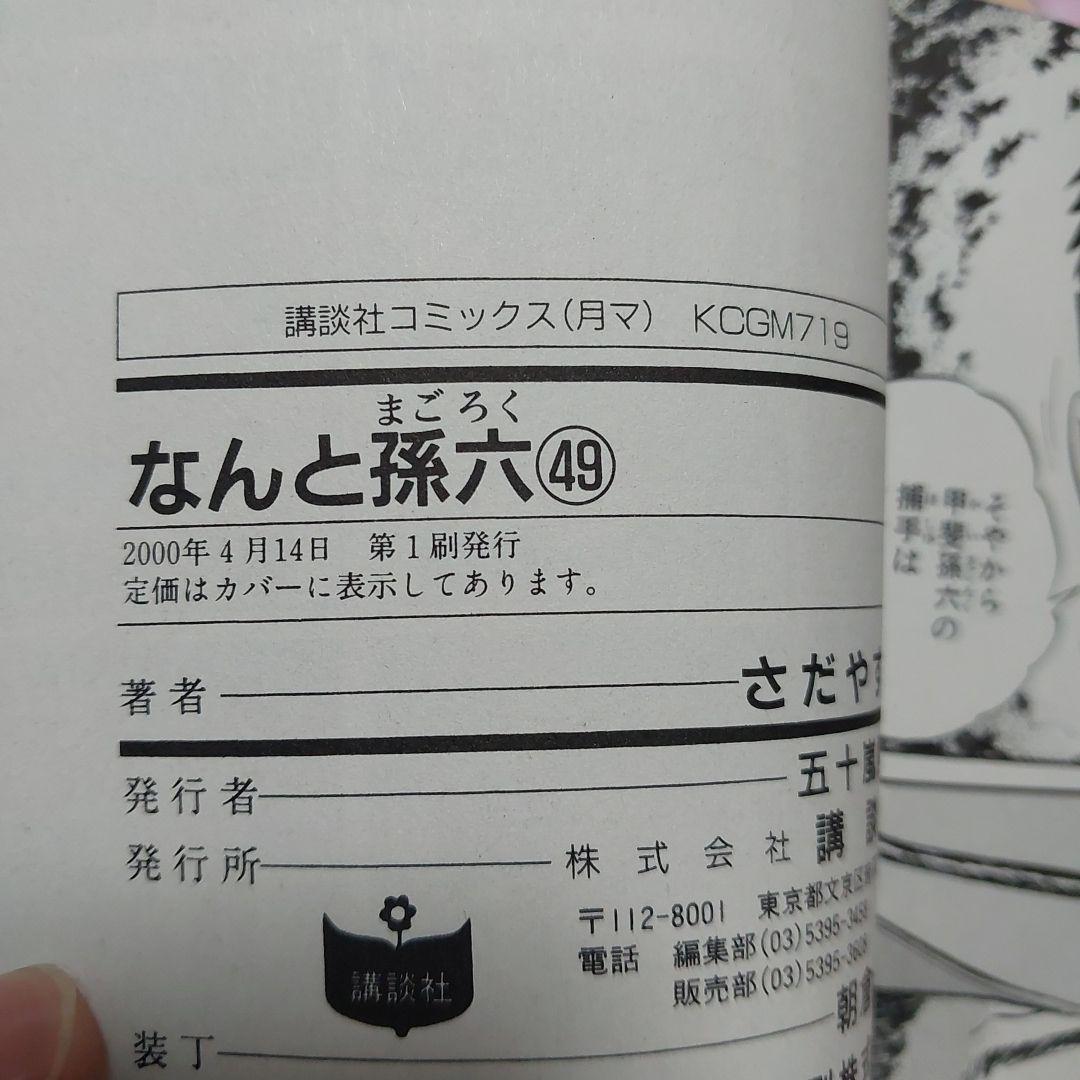 講談社コミックス(月マ) KCGM719
まごろく
なんと孫六㊾
2000年4月14日 第1刷発行
定価はカバーに表示してあります。
著者 さだや
発行者 五十嵐
発行所 株式会社 講談
〒112-8001 東京都文京区
電話 編集部(03)5395-3458
販売部(03)5395-3608
講談社
装丁 朝倉
そやから
甲斐孫六の
捕手は